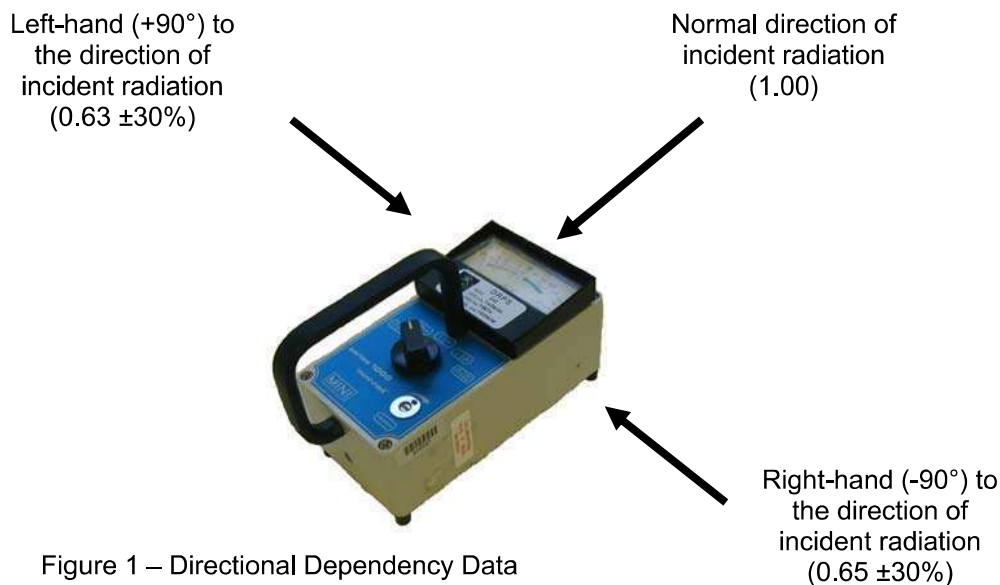 Left-hand (+90°) to
the direction of
incident radiation
(0.63 ±30%)
Normal direction of
incident radiation
(1.00)
DRPS
MINI
Right-hand (-90°) to
the direction of
incident radiation
(0.65 ±30%)
Figure 1 – Directional Dependency Data